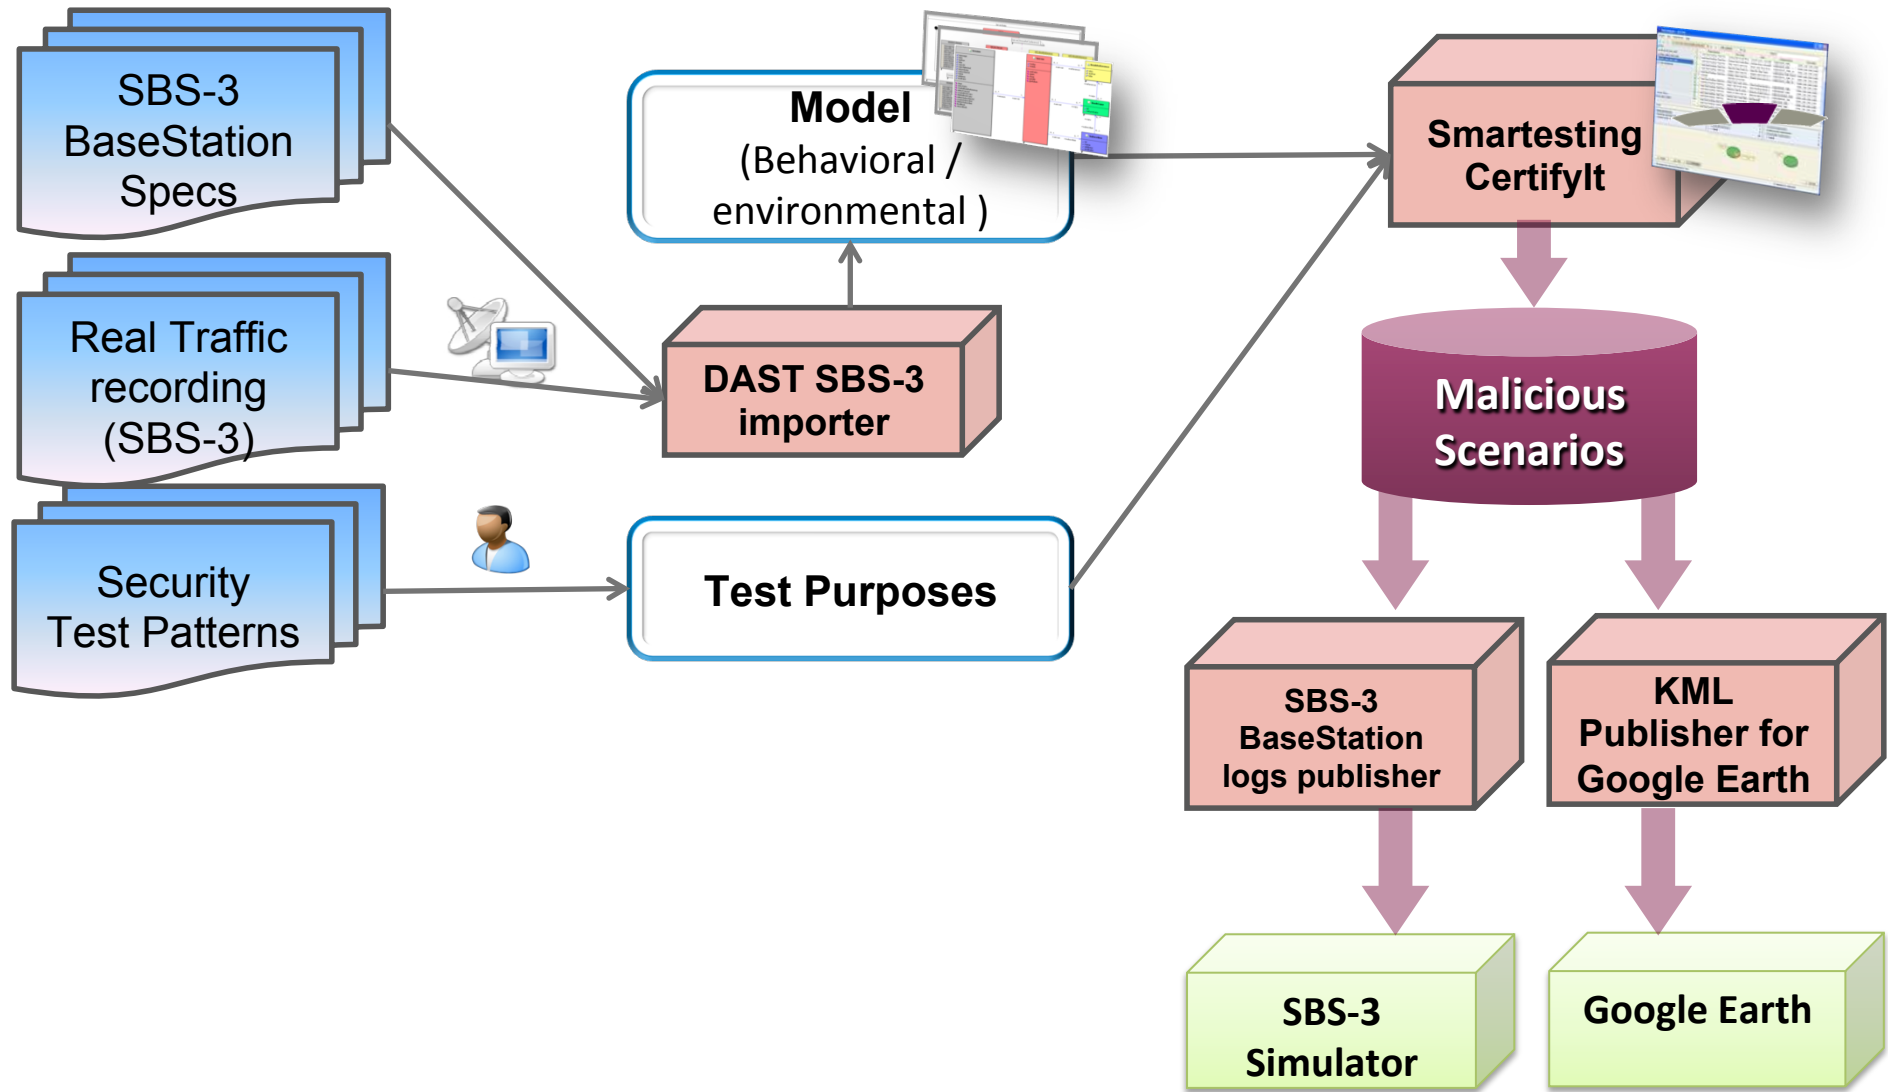 SBS-3
BaseStation
Specs
Real Traffic
recording
(SBS-3)
Security
Test Patterns
Model
(Behavioral /
environmental )
DAST SBS-3
importer
Test Purposes
Smartesting
CertifyIt
Malicious
Scenarios
SBS-3
BaseStation
logs publisher
KML
Publisher for
Google Earth
SBS-3
Simulator
Google Earth